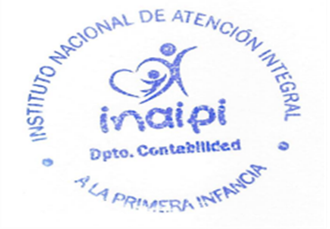 INSTITUTO NACIONAL DE ATENCIÓN INTEGRAL
inaipi
Dpto. Contabilidad
A LA PRIMERA INFANCIA